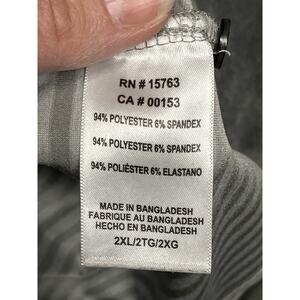 RN # 15763
CA # 00153
94% POLYESTER 6% SPANDEX
94% POLYESTER 6% SPANDEX
94% POLIÉSTER 6% ELASTANO
MADE IN BANGLADESH
FABRIQUE AU BANGLADESH
HECHO EN BANGLADESH
2XL/2TG/2XG